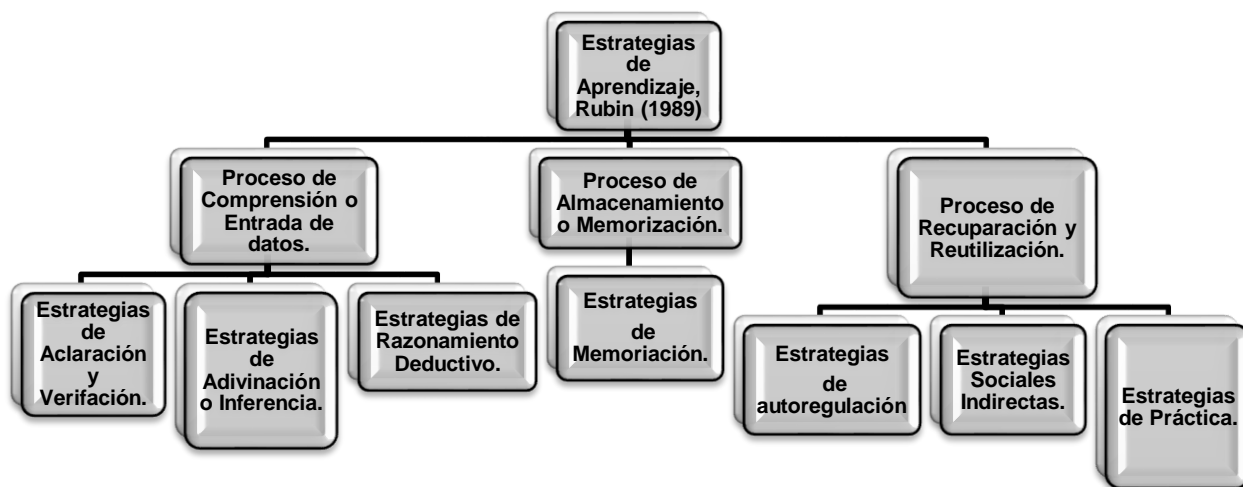 Estrategias
de
Aprendizaje,
Rubin (1989)
Proceso de
Comprensión o
Entrada de
datos.
Proceso de
Almacenamiento
o Memorización.
Proceso de
Recuparación y
Reutilización.
Estrategias
de
Aclaración
y
Verifación.
Estrategias
de
Adivinación
o Inferencia.
Estrategias de
Razonamiento
Deductivo.
Estrategias
de
Memoriación.
Estrategias
de
autoregulación
Estrategias
Sociales
Indirectas.
Estrategias
de Práctica.